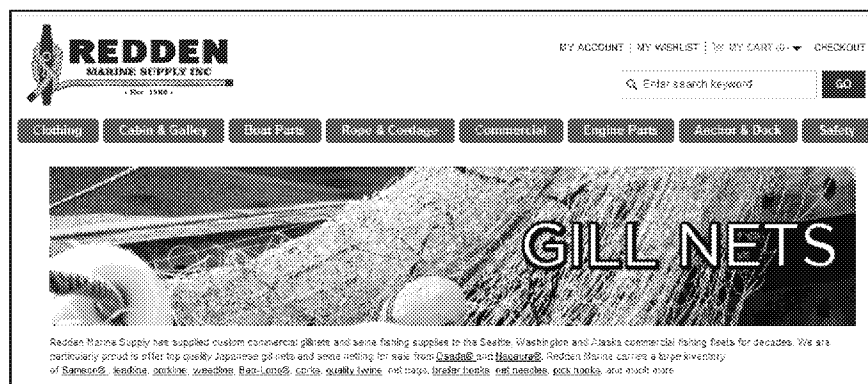 REDDEN
MARINE SUPPLY INC
MY ACCOUNT MY WISHLIST MY CART CHECKOUT
Enter search keyword GO
Clothing Cabin & Galley Boat Parts Rope & Cordage Commercial Engine Parts Anchor & Dock Safety
GILL NETS
Redden Marine Supply has supplied custom commercial gillnets and seine fishing supplies to the Seattle, Washington and Alaska commercial fishing fleets for decades. We are
particularly proud to offer top quality Japanese gill nets and seine netting for sale from and Redden Marine carries a large inventory
of Samson®, leadline, corkline, weedline, corks, quality twine, net bags, net needles, and much more